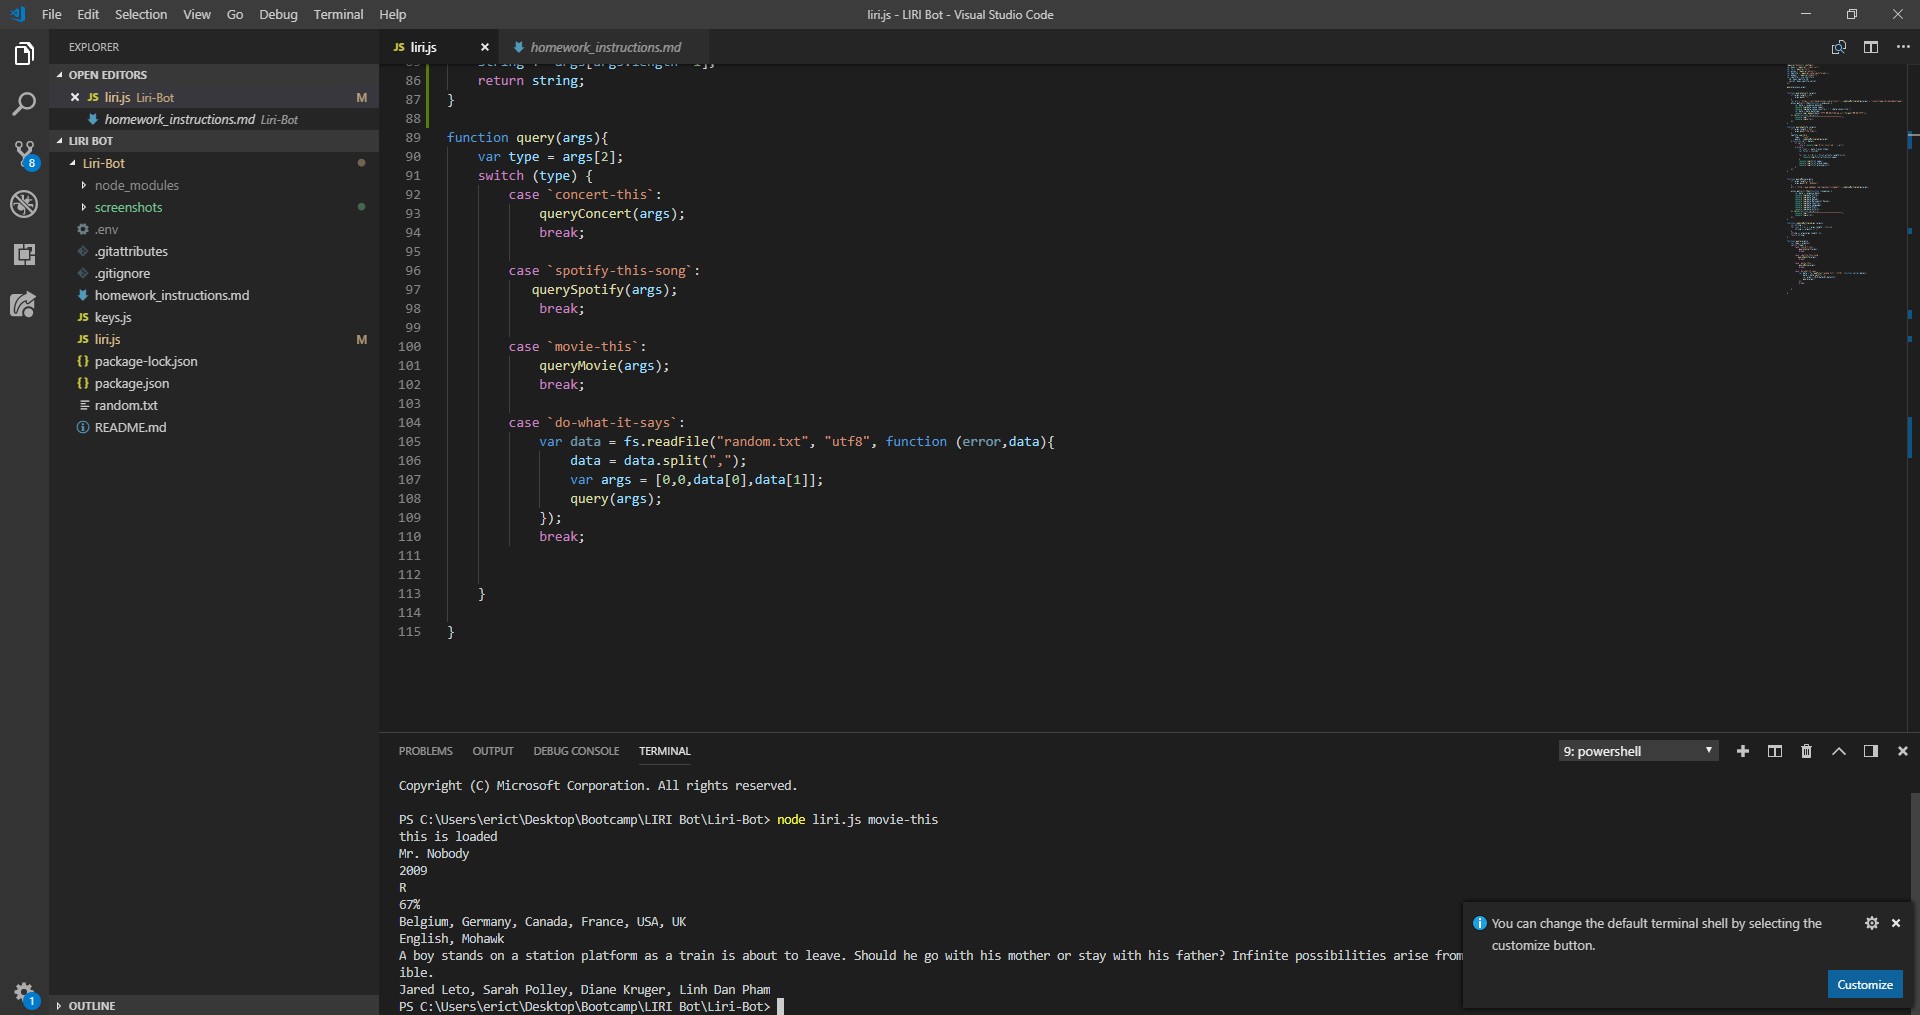 File Edit Selection View Go Debug Terminal Help
liri.js - LIRI Bot - Visual Studio Code
EXPLORER
OPEN EDITORS
JS liri.js Liri-Bot M
homework_instructions.md Liri-Bot
LIRI BOT
Liri-Bot
node_modules
screenshots
.env
.gitattributes
.gitignore
homework_instructions.md
JS keys.js
JS liri.js M
{} package-lock.json
{} package.json
random.txt
README.md
OUTLINE
8
1
JS liri.js
homework_instructions.md
86 return string;
87 }
88
89 function query(args){
90 var type = args[2];
91 switch (type) {
92 case `concert-this`:
93 queryConcert(args);
94 break;
95
96 case `spotify-this-song`:
97 querySpotify(args);
98 break;
99
100 case `movie-this`:
101 queryMovie(args);
102 break;
103
104 case `do-what-it-says`:
105 var data = fs.readFile("random.txt", "utf8", function (error,data){
106 data = data.split(",");
107 var args = [0,0,data[0],data[1]];
108 query(args);
109 });
110 break;
111
112
113 }
114
115 }
PROBLEMS OUTPUT DEBUG CONSOLE TERMINAL
9: powershell
Copyright (C) Microsoft Corporation. All rights reserved.
PS C:\Users\erict\Desktop\Bootcamp\LIRI Bot\Liri-Bot> node liri.js movie-this
this is loaded
Mr. Nobody
2009
R
67%
Belgium, Germany, Canada, France, USA, UK
English, Mohawk
A boy stands on a station platform as a train is about to leave. Should he go with his mother or stay with his father? Infinite possibilities arise from
ible.
Jared Leto, Sarah Polley, Diane Kruger, Linh Dan Pham
PS C:\Users\erict\Desktop\Bootcamp\LIRI Bot\Liri-Bot>
You can change the default terminal shell by selecting the
customize button.
Customize